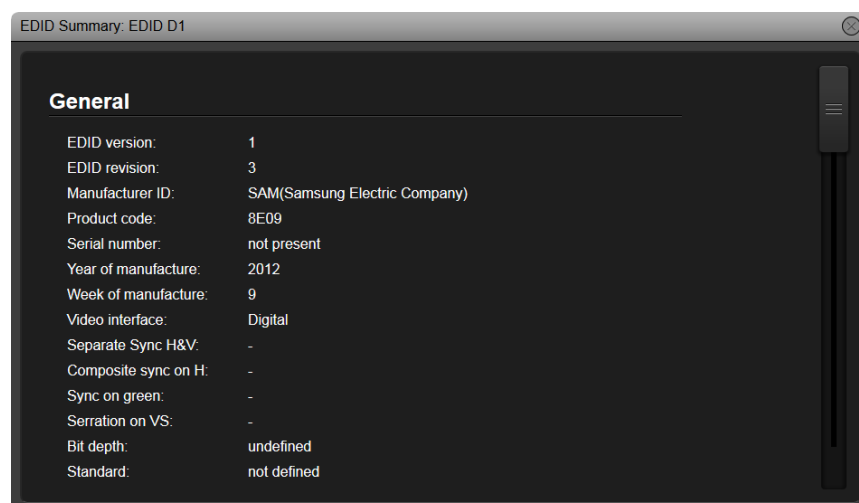 EDID Summary: EDID D1
General
EDID version: 1
EDID revision: 3
Manufacturer ID: SAM(Samsung Electric Company)
Product code: 8E09
Serial number: not present
Year of manufacture: 2012
Week of manufacture: 9
Video interface: Digital
Separate Sync H&V: -
Composite sync on H: -
Sync on green: -
Serration on VS: -
Bit depth: undefined
Standard: not defined